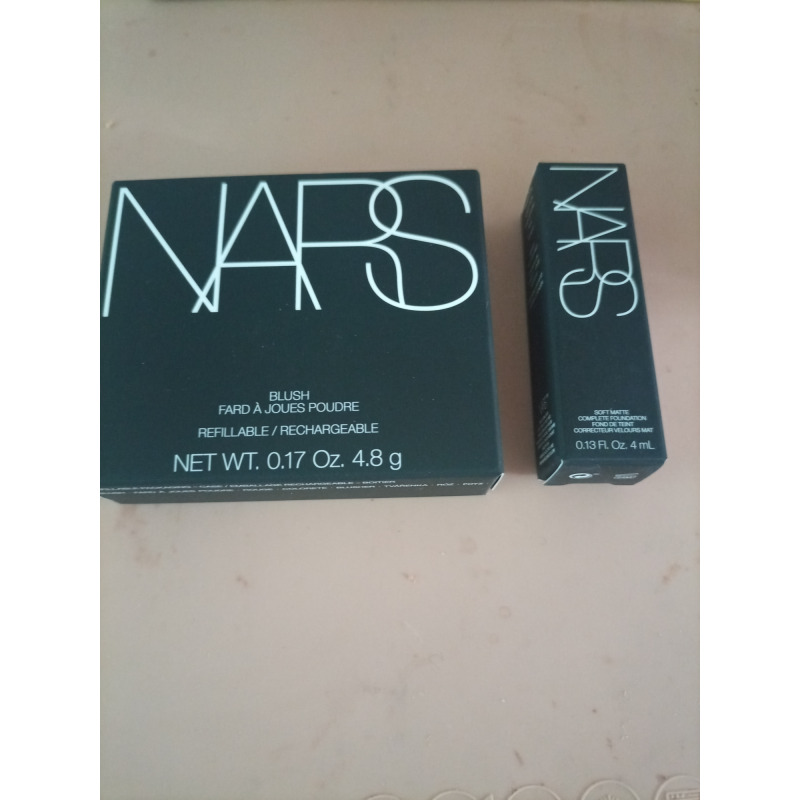 NARS
BLUSH
FARD À JOUES POUDRE
REFILLABLE / RECHARGEABLE
NET WT. 0.17 Oz. 4.8 g
NARS
SOFT MATTE
COMPLETE FOUNDATION
FOND DE TEINT
CORRECTEUR VELOURS MAT
0.13 Fl. Oz. 4 mL